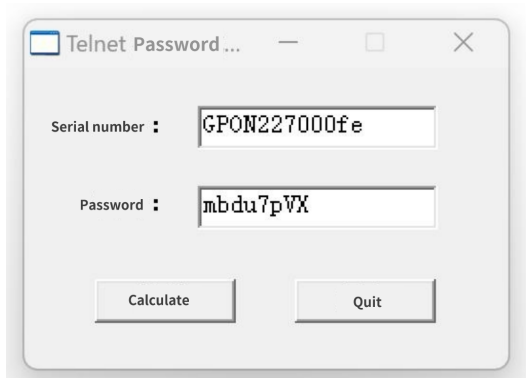 Telnet Password ...
Serial number : GPON227000fe
Password : mbdu7pVX
Calculate Quit